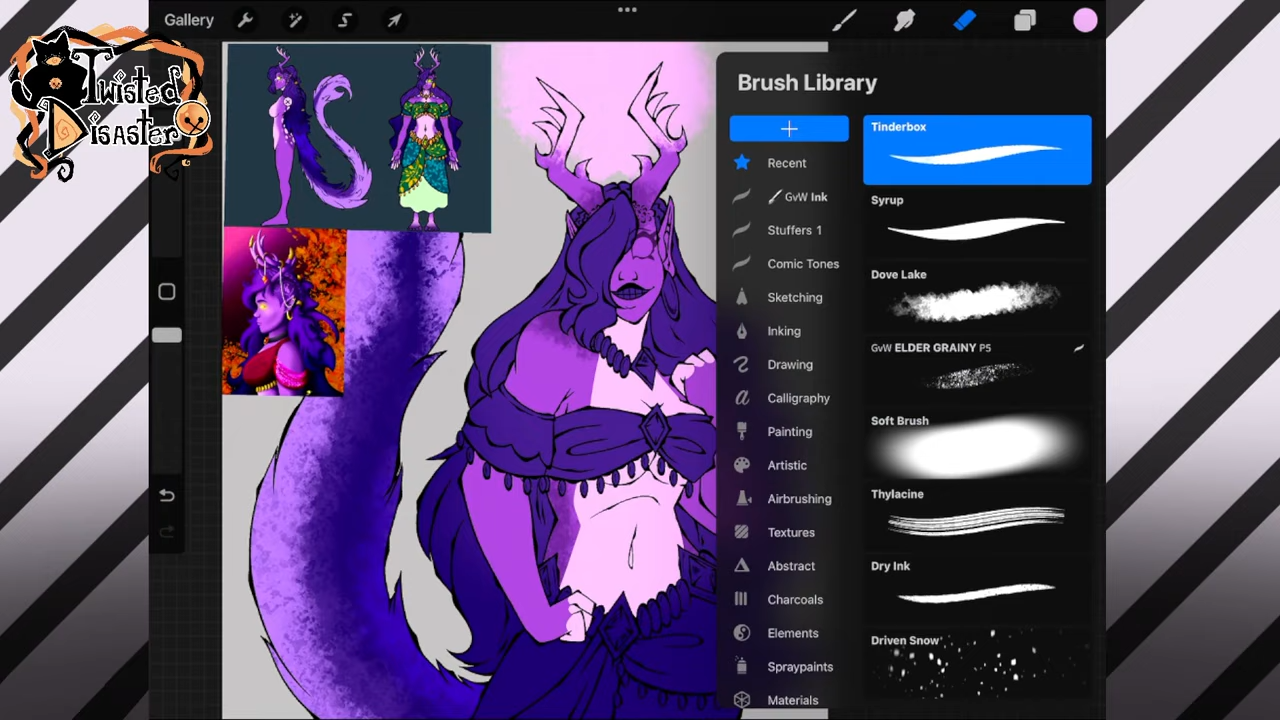 Gallery
Twisted
Disaster
Brush Library
Recent
GvW Ink
Stuffers 1
Comic Tones
Sketching
Inking
Drawing
Calligraphy
Painting
Artistic
Airbrushing
Textures
Abstract
Charcoals
Elements
Spraypaints
Materials
Tinderbox
Syrup
Dove Lake
GvW ELDER GRAINY P5
Soft Brush
Thylacine
Dry Ink
Driven Snow